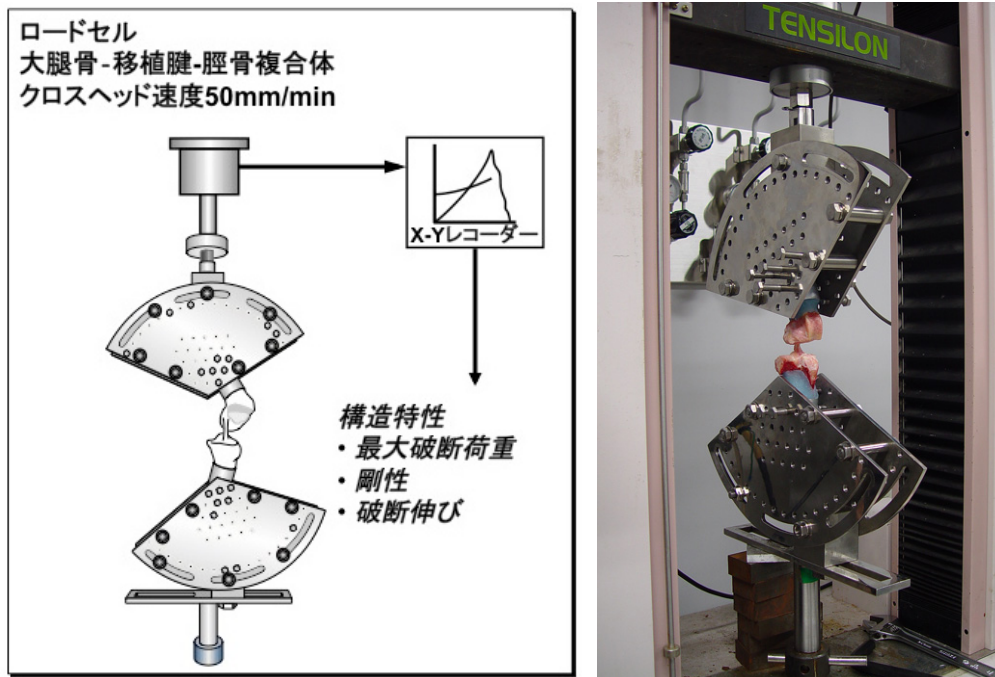 ロードセル
大腿骨-移植腱-脛骨複合体
クロスヘッド速度50mm/min
X-Yレコーダー
構造特性
・最大破断荷重
・剛性
・破断伸び
TENSILON